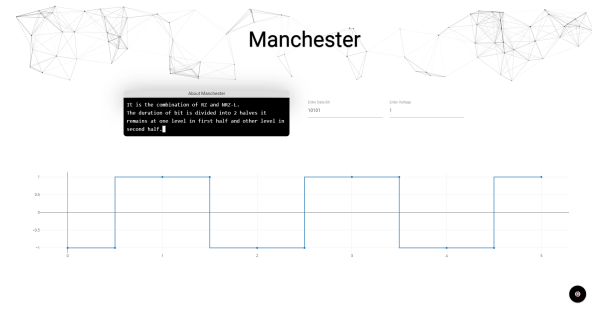 Manchester
About Manchester
It is the combination of RZ and NRZ-L.
The duration of bit is divided into 2 halves it
remains at one level in first half and other level in
second half.
Enter Data Bit
10101
Enter Voltage
1
1
0.5
0
−0.5
−1
0
1
2
3
4
5